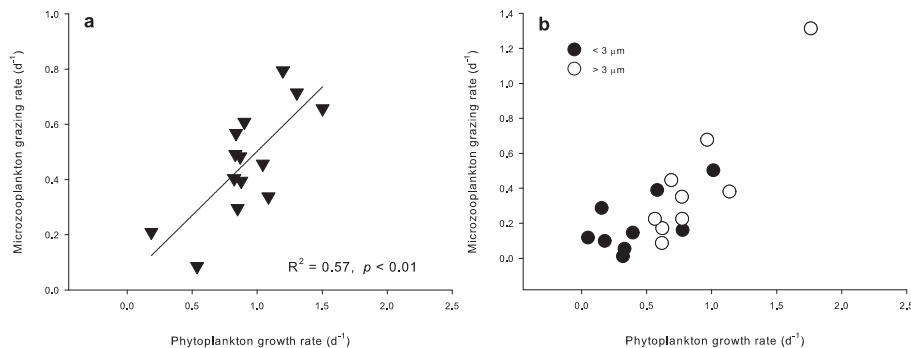 a
1.0
0.8
0.6
0.4
0.2
0.0
Microzooplankton grazing rate (d⁻¹)
R² = 0.57, p < 0.01
0.0 0.5 1.0 1.5 2.0 2.5
Phytoplankton growth rate (d⁻¹)
b
1.4
1.2
1.0
0.8
0.6
0.4
0.2
0.0
Microzooplankton grazing rate (d⁻¹)
< 3 μm
> 3 μm
0.0 0.5 1.0 1.5 2.0 2.5
Phytoplankton growth rate (d⁻¹)